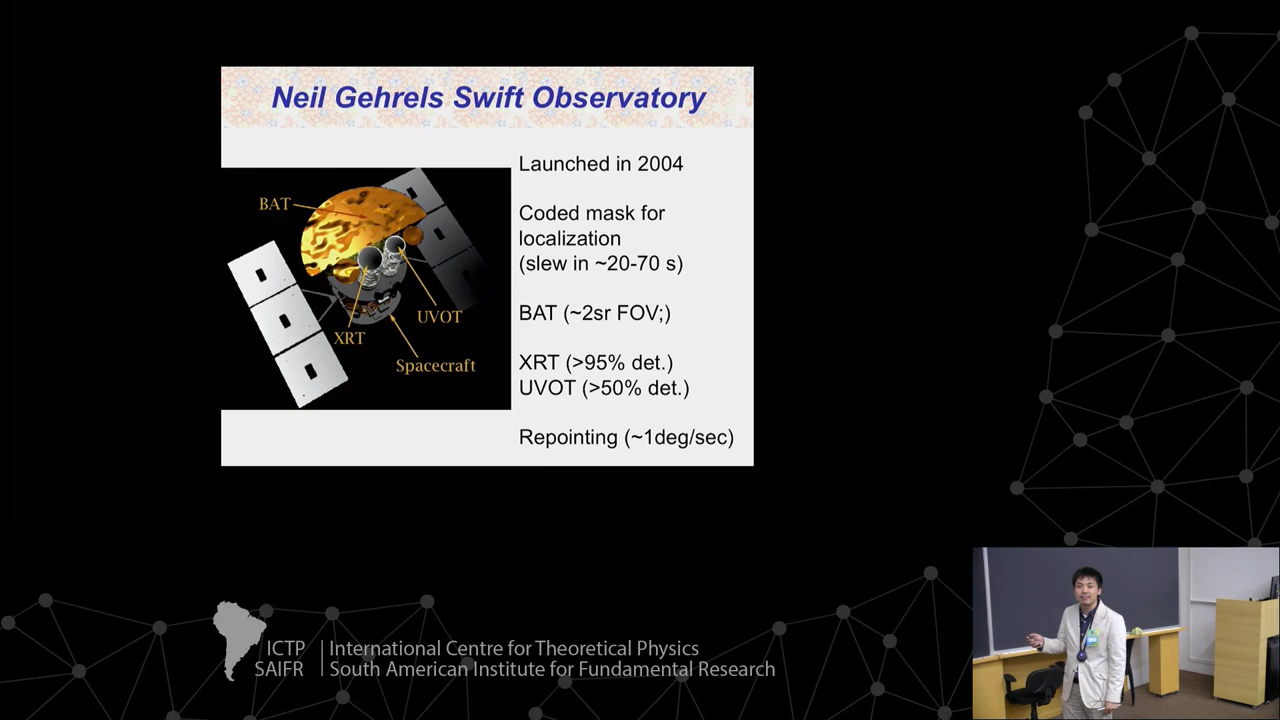 Neil Gehrels Swift Observatory
Launched in 2004
Coded mask for
localization
(slew in ~20-70 s)
BAT (~2sr FOV;)
XRT (>95% det.)
UVOT (>50% det.)
Repointing (~1deg/sec)
BAT
UVOT
XRT
Spacecraft
ICTP
SAIFR
International Centre for Theoretical Physics
South American Institute for Fundamental Research